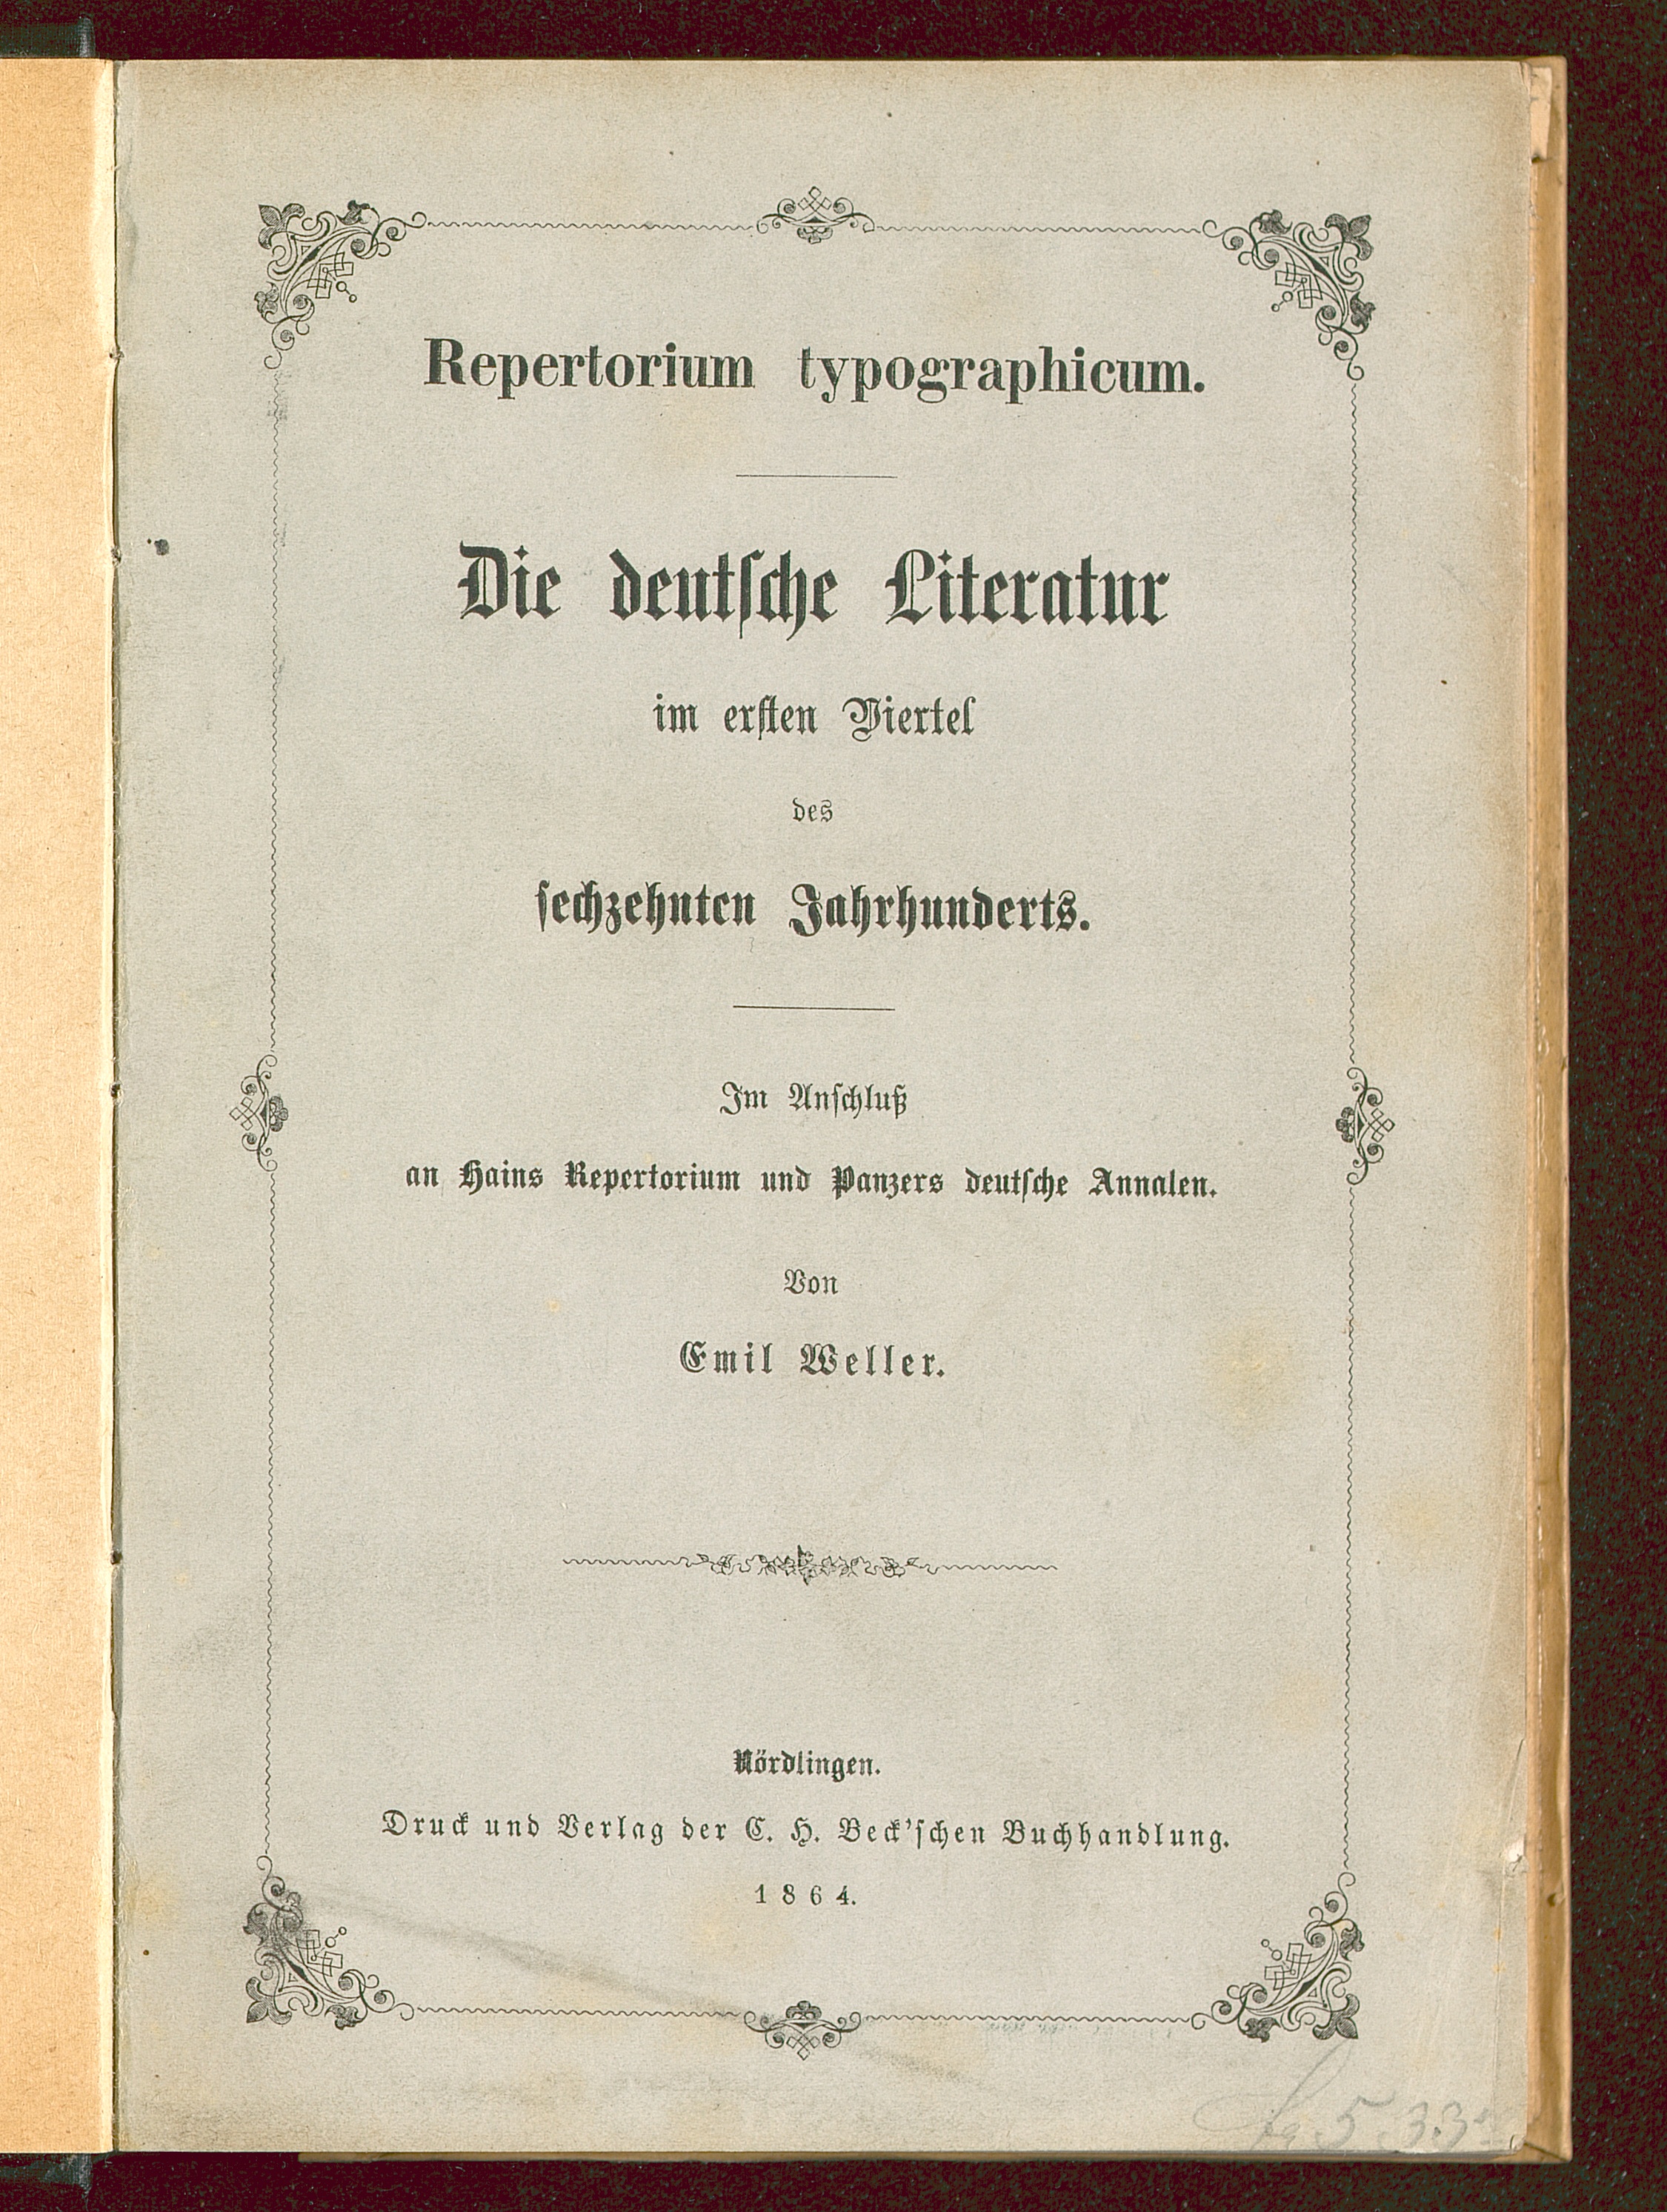 Repertorium typographicum.
Die deutſche Literatur
im erſten Viertel
des
ſechzehnten Jahrhunderts.
Im Anſchluß
an Hains Repertorium und Panzers deutſche Annalen.
Von
Emil Weller.
Nördlingen.
Druck und Verlag der C. H. Beck'ſchen Buchhandlung.
1864.